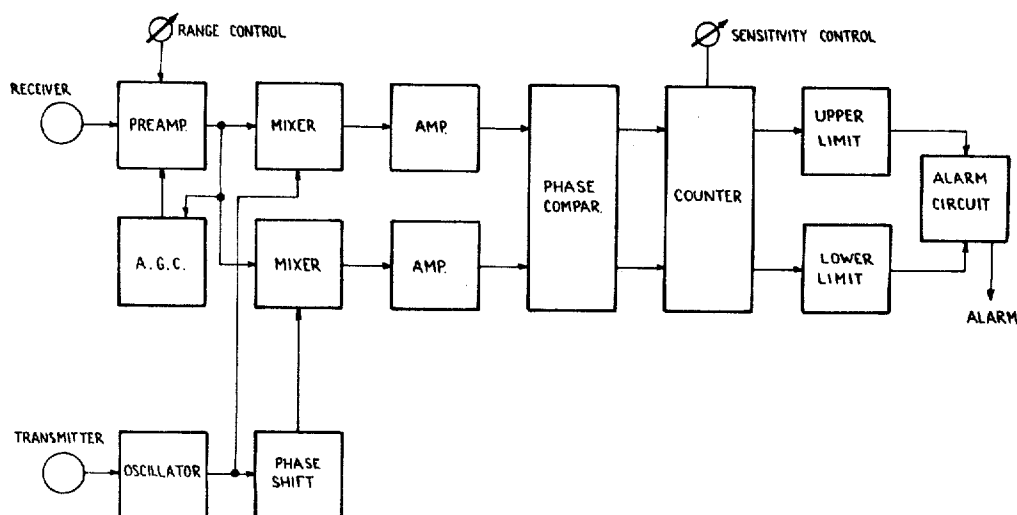 RANGE CONTROL
SENSITIVITY CONTROL
RECEIVER
PREAMP.
MIXER
AMP.
PHASE
COMPAR.
COUNTER
UPPER
LIMIT
ALARM
CIRCUIT
A.G.C.
MIXER
AMP.
LOWER
LIMIT
ALARM
TRANSMITTER
OSCILLATOR
PHASE
SHIFT